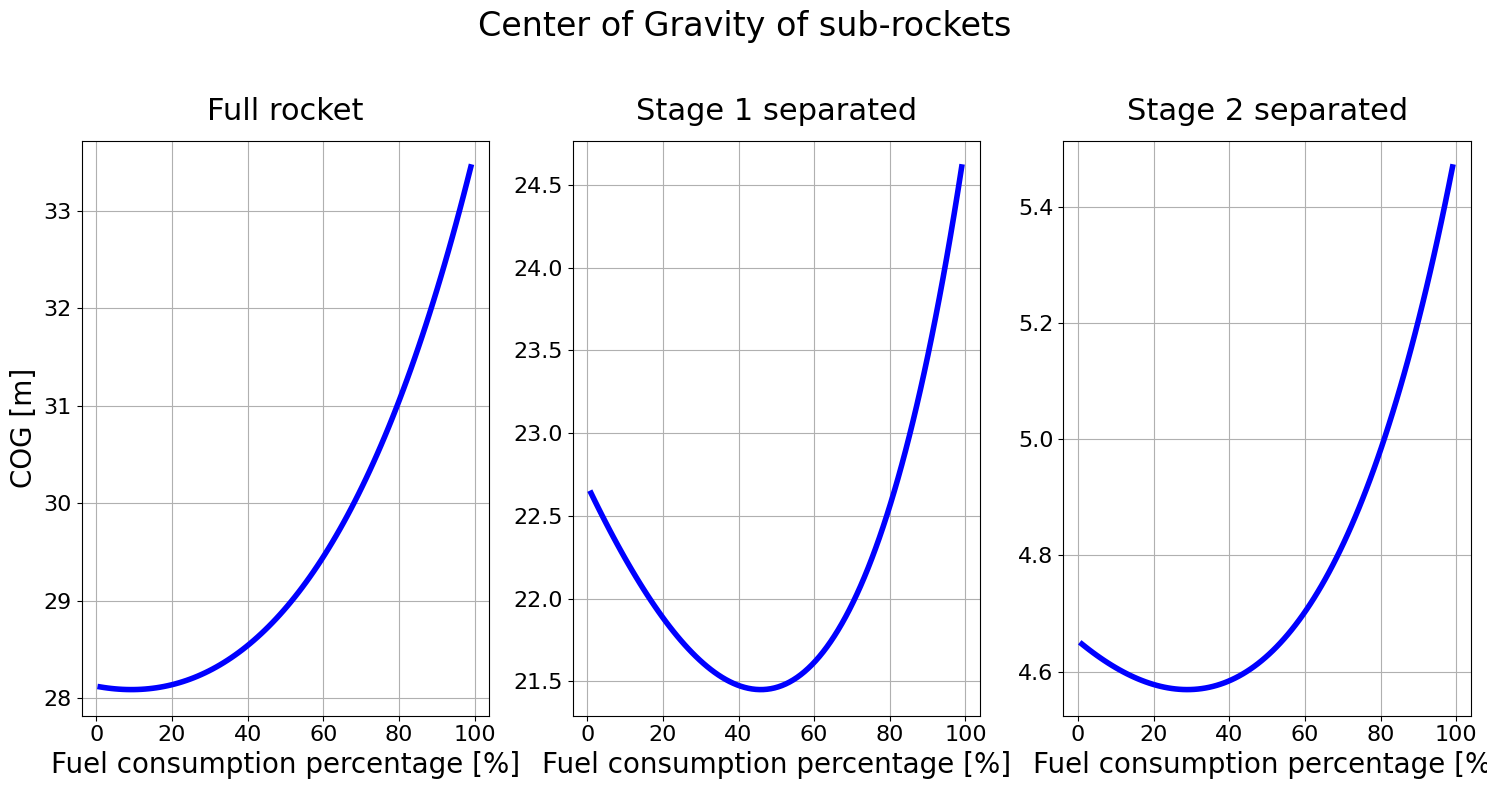 Center of Gravity of sub-rockets
Full rocket
Stage 1 separated
Stage 2 separated
COG [m]
33
32
31
30
29
28
24.5
24.0
23.5
23.0
22.5
22.0
21.5
5.4
5.2
5.0
4.8
4.6
0 20 40 60 80 100
0 20 40 60 80 100
0 20 40 60 80 100
Fuel consumption percentage [%]
Fuel consumption percentage [%]
Fuel consumption percentage [%